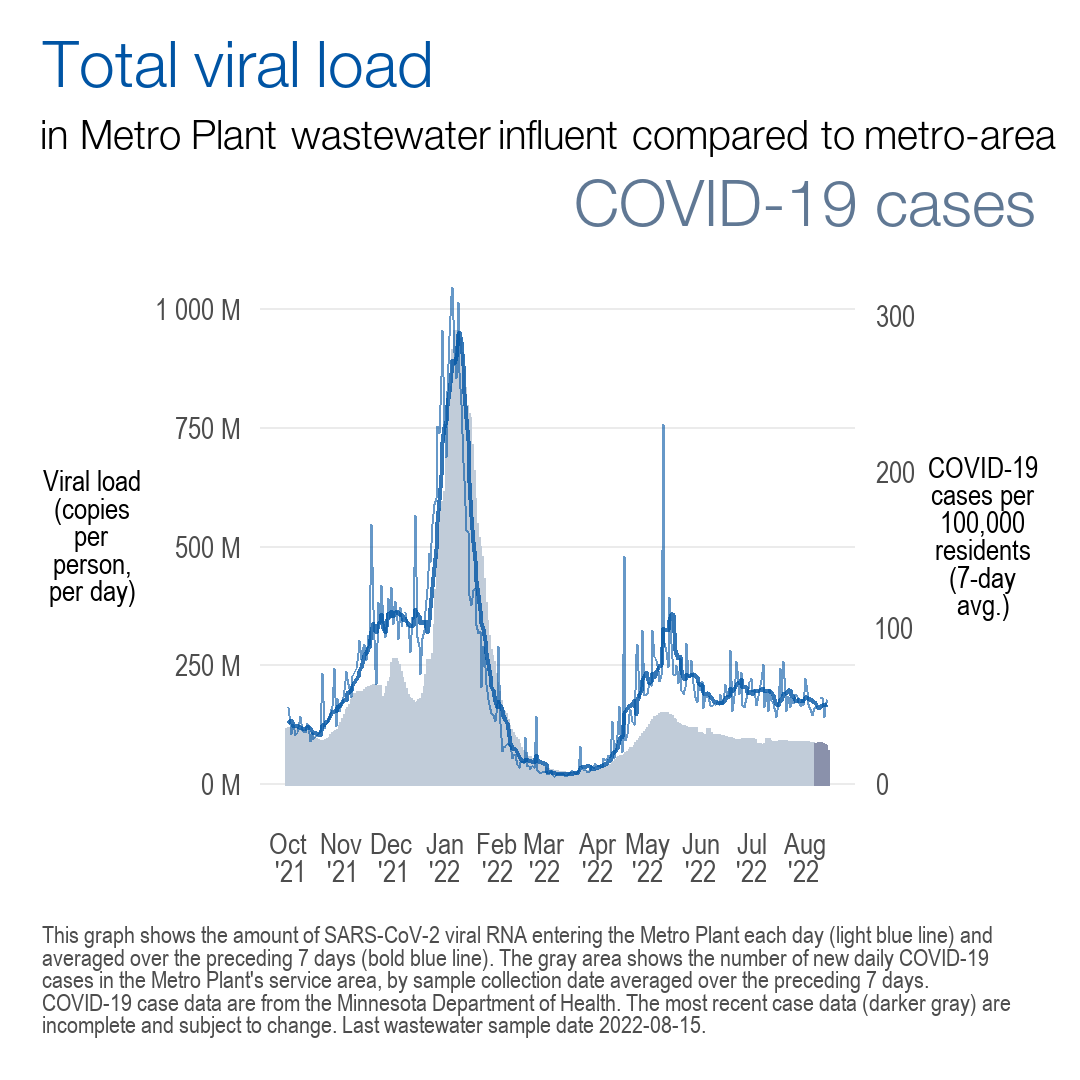 Total viral load
in Metro Plant wastewater influent compared to metro-area
COVID-19 cases
1 000 M
750 M
500 M
250 M
0 M
Viral load
(copies
per
person,
per day)
300
200
100
0
COVID-19
cases per
100,000
residents
(7-day
avg.)
Oct Nov Dec Jan Feb Mar Apr May Jun Jul Aug
'21 '21 '21 '22 '22 '22 '22 '22 '22 '22 '22
This graph shows the amount of SARS-CoV-2 viral RNA entering the Metro Plant each day (light blue line) and
averaged over the preceding 7 days (bold blue line). The gray area shows the number of new daily COVID-19
cases in the Metro Plant's service area, by sample collection date averaged over the preceding 7 days.
COVID-19 case data are from the Minnesota Department of Health. The most recent case data (darker gray) are
incomplete and subject to change. Last wastewater sample date 2022-08-15.